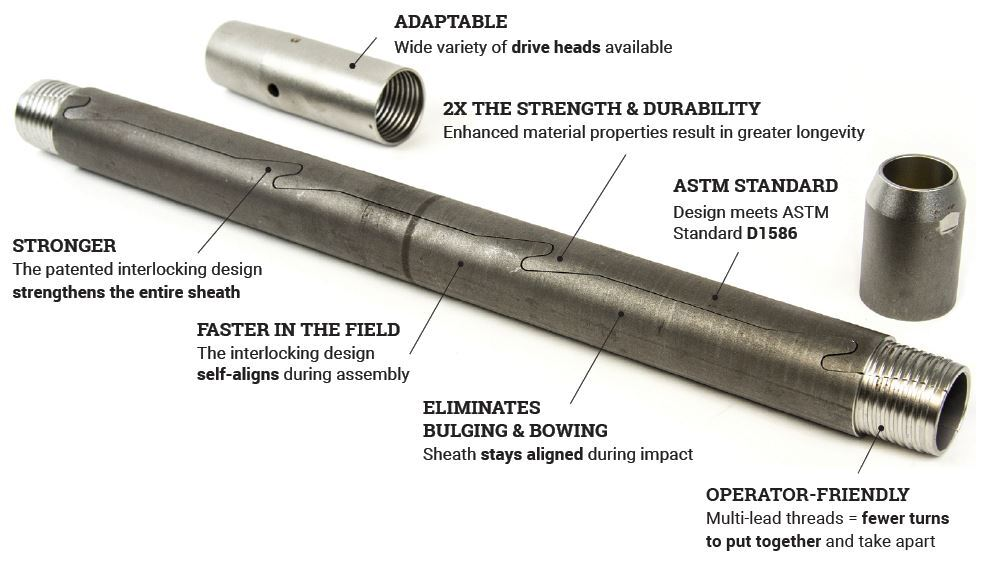 ADAPTABLE
Wide variety of drive heads available
2X THE STRENGTH & DURABILITY
Enhanced material properties result in greater longevity
ASTM STANDARD
Design meets ASTM
Standard D1586
STRONGER
The patented interlocking design
strengthens the entire sheath
FASTER IN THE FIELD
The interlocking design
self-aligns during assembly
ELIMINATES
BULGING & BOWING
Sheath stays aligned during impact
OPERATOR-FRIENDLY
Multi-lead threads = fewer turns
to put together and take apart